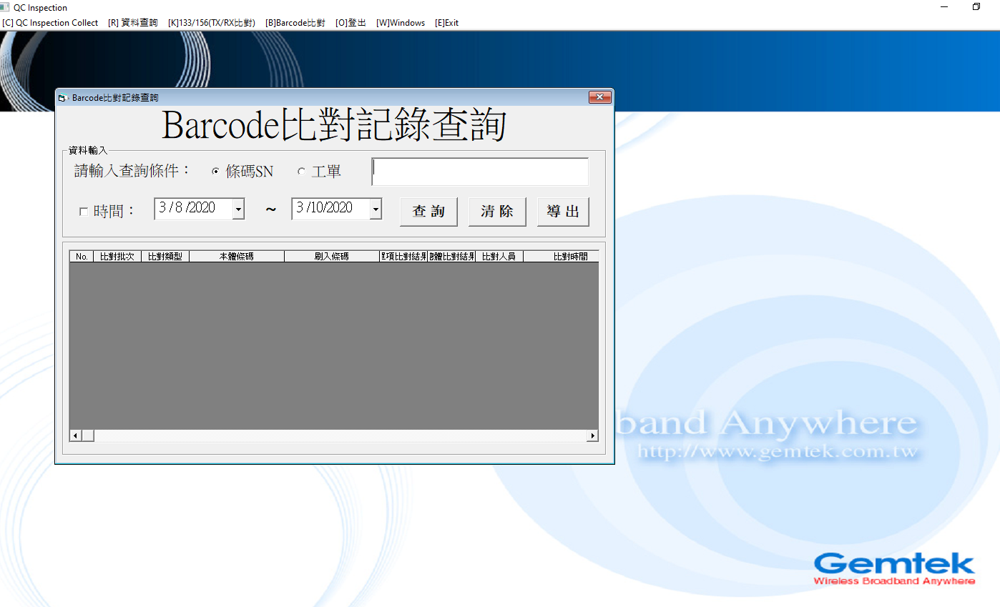 QC Inspection
[C] QC Inspection Collect [R] 資料查詢 [K]133/156(TX/RX比對) [B]Barcode比對 [O]登出 [W]Windows [E]Exit
Barcode比對記錄查詢
Barcode比對記錄查詢
資料輸入
請輸入查詢條件： 條碼SN 工單
時間： 3 / 8 /2020 ~ 3 /10/2020 查 詢 清 除 導 出
No. 比對批次 比對類型 本體條碼 刷入條碼 項比對結果 體比對結果 比對人員 比對時間
band Anywhere
http://www.gemtek.com.tw
Gemtek
Wireless Broadband Anywhere